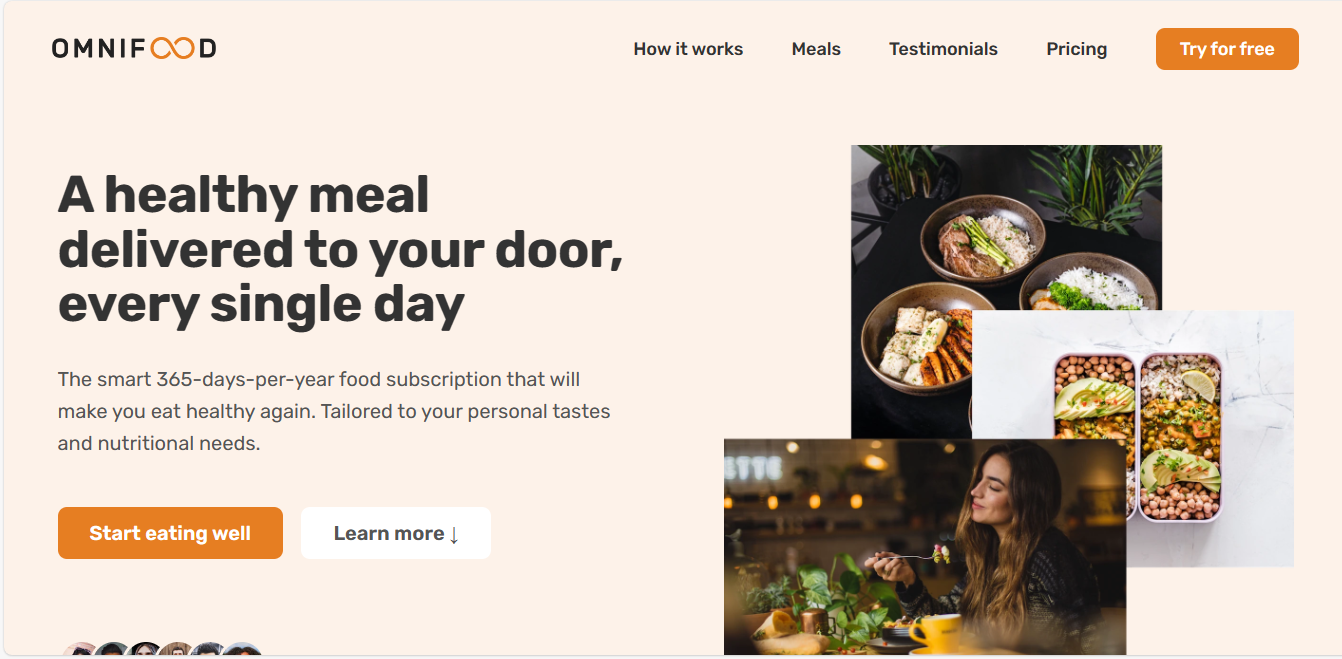 OMNIFOOD
How it works
Meals
Testimonials
Pricing
Try for free
A healthy meal
delivered to your door,
every single day
The smart 365-days-per-year food subscription that will
make you eat healthy again. Tailored to your personal tastes
and nutritional needs.
Start eating well
Learn more ↓